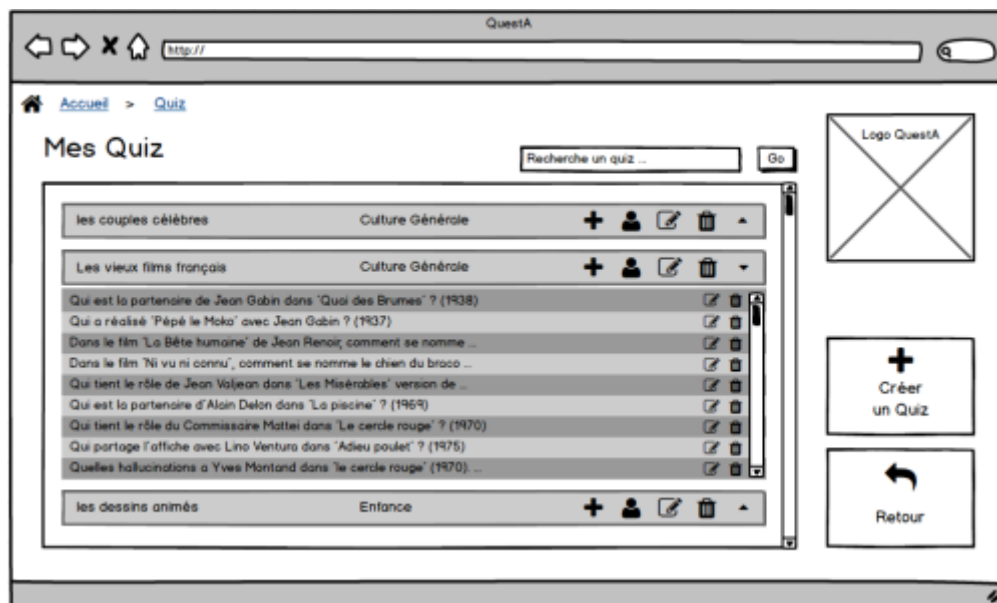 QuestA
http://
Accueil > Quiz
Mes Quiz
Recherche un quiz ...
Go
Logo QuestA
les couples célèbres Culture Générale
Les vieux films français Culture Générale
Qui est la partenaire de Jean Gabin dans "Quai des Brumes" ? (1938)
Qui a réalisé "Pépé le Moko" avec Jean Gabin ? (1937)
Dans le film "La Bête humaine" de Jean Renoir, comment se nomme ...
Dans le film "Ni vu ni connu", comment se nomme le chien du braco ...
Qui tient le rôle de Jean Valjean dans "Les Misérables" version de ...
Qui est la partenaire d'Alain Delon dans "La piscine" ? (1969)
Qui tient le rôle du Commissaire Mattei dans "Le cercle rouge" ? (1970)
Qui partage l'affiche avec Lino Ventura dans "Adieu poulet" ? (1975)
Quelles hallucinations a Yves Montand dans "le cercle rouge" (1970). ...
les dessins animés Enfance
Créer
un Quiz
Retour